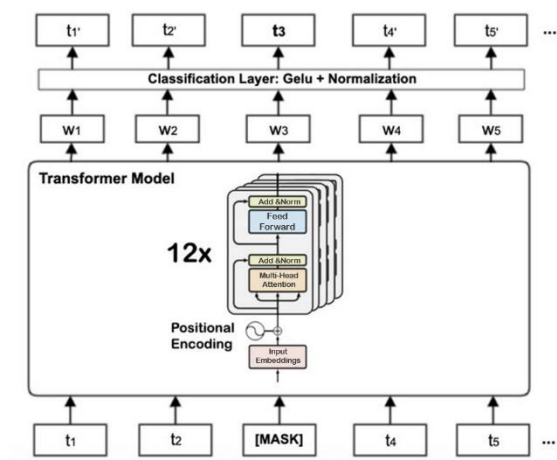 t1' t2' t3 t4' t5' ...
Classification Layer: Gelu + Normalization
W1 W2 W3 W4 W5
Transformer Model
Add &Norm
Feed
Forward
12x
Add &Norm
Multi-Head
Attention
Positional
Encoding
Input
Embeddings
t1 t2 [MASK] t4 t5 ...